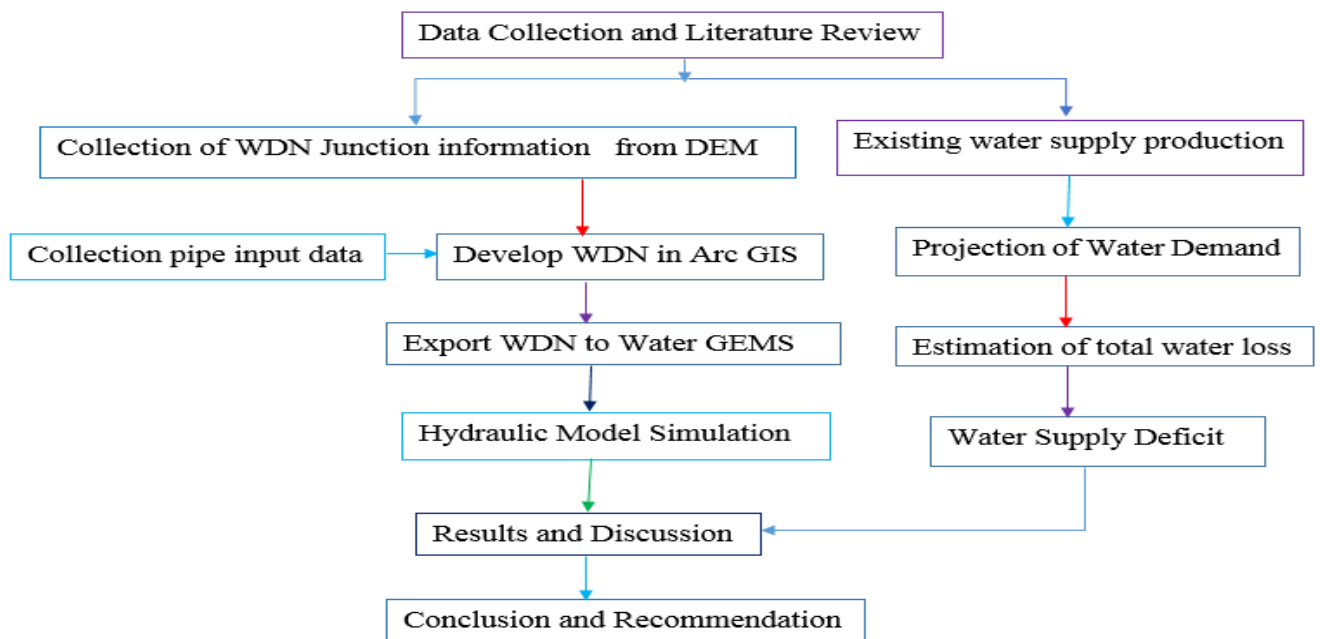 Data Collection and Literature Review
Collection of WDN Junction information from DEM
Existing water supply production
Collection pipe input data
Develop WDN in Arc GIS
Projection of Water Demand
Export WDN to Water GEMS
Estimation of total water loss
Hydraulic Model Simulation
Water Supply Deficit
Results and Discussion
Conclusion and Recommendation